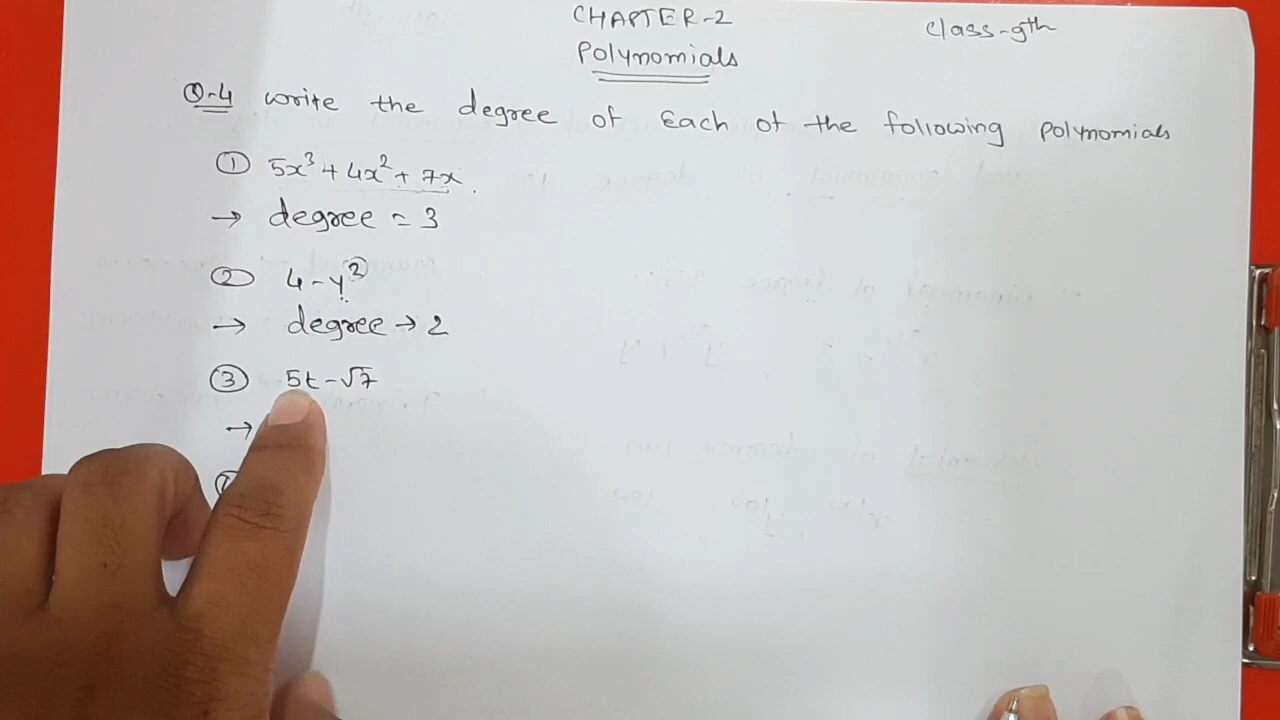 CHAPTER-2
Class-9th
Polynomials
Q-4 write the degree of Each of the following polynomials
① 5x³ + 4x² + 7x.
→ degree = 3
② 4 - y²
→ degree → 2
③ 5t - √7
→